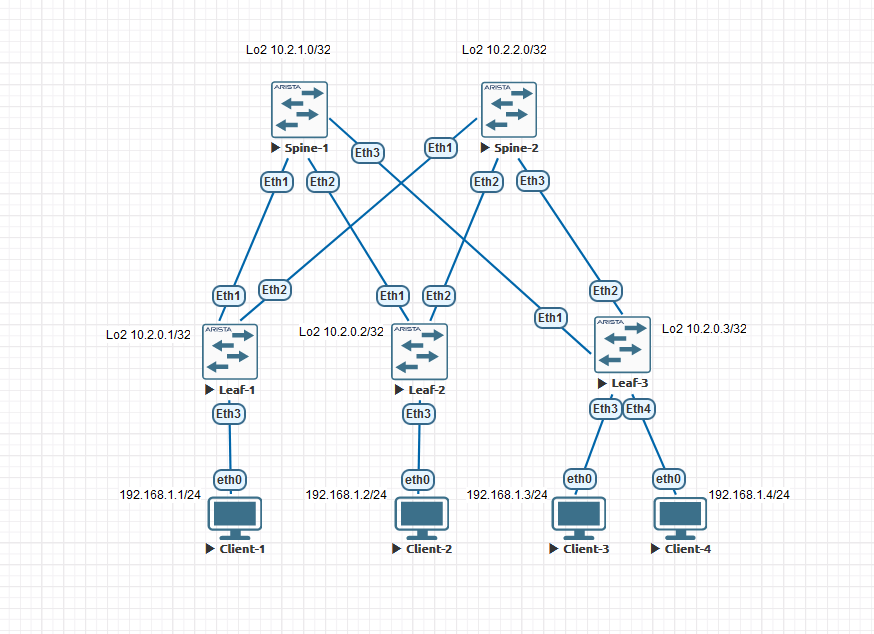 Lo2 10.2.1.0/32
Lo2 10.2.2.0/32
ARISTA
ARISTA
Spine-1
Spine-2
Eth3
Eth1
Eth1
Eth2
Eth2
Eth3
Eth1
Eth2
Eth1
Eth2
Eth2
Eth1
Lo2 10.2.0.1/32
ARISTA
Lo2 10.2.0.2/32
ARISTA
ARISTA
Lo2 10.2.0.3/32
Leaf-1
Leaf-2
Leaf-3
Eth3
Eth3
Eth3
Eth4
eth0
eth0
eth0
eth0
192.168.1.1/24
192.168.1.2/24
192.168.1.3/24
192.168.1.4/24
Client-1
Client-2
Client-3
Client-4